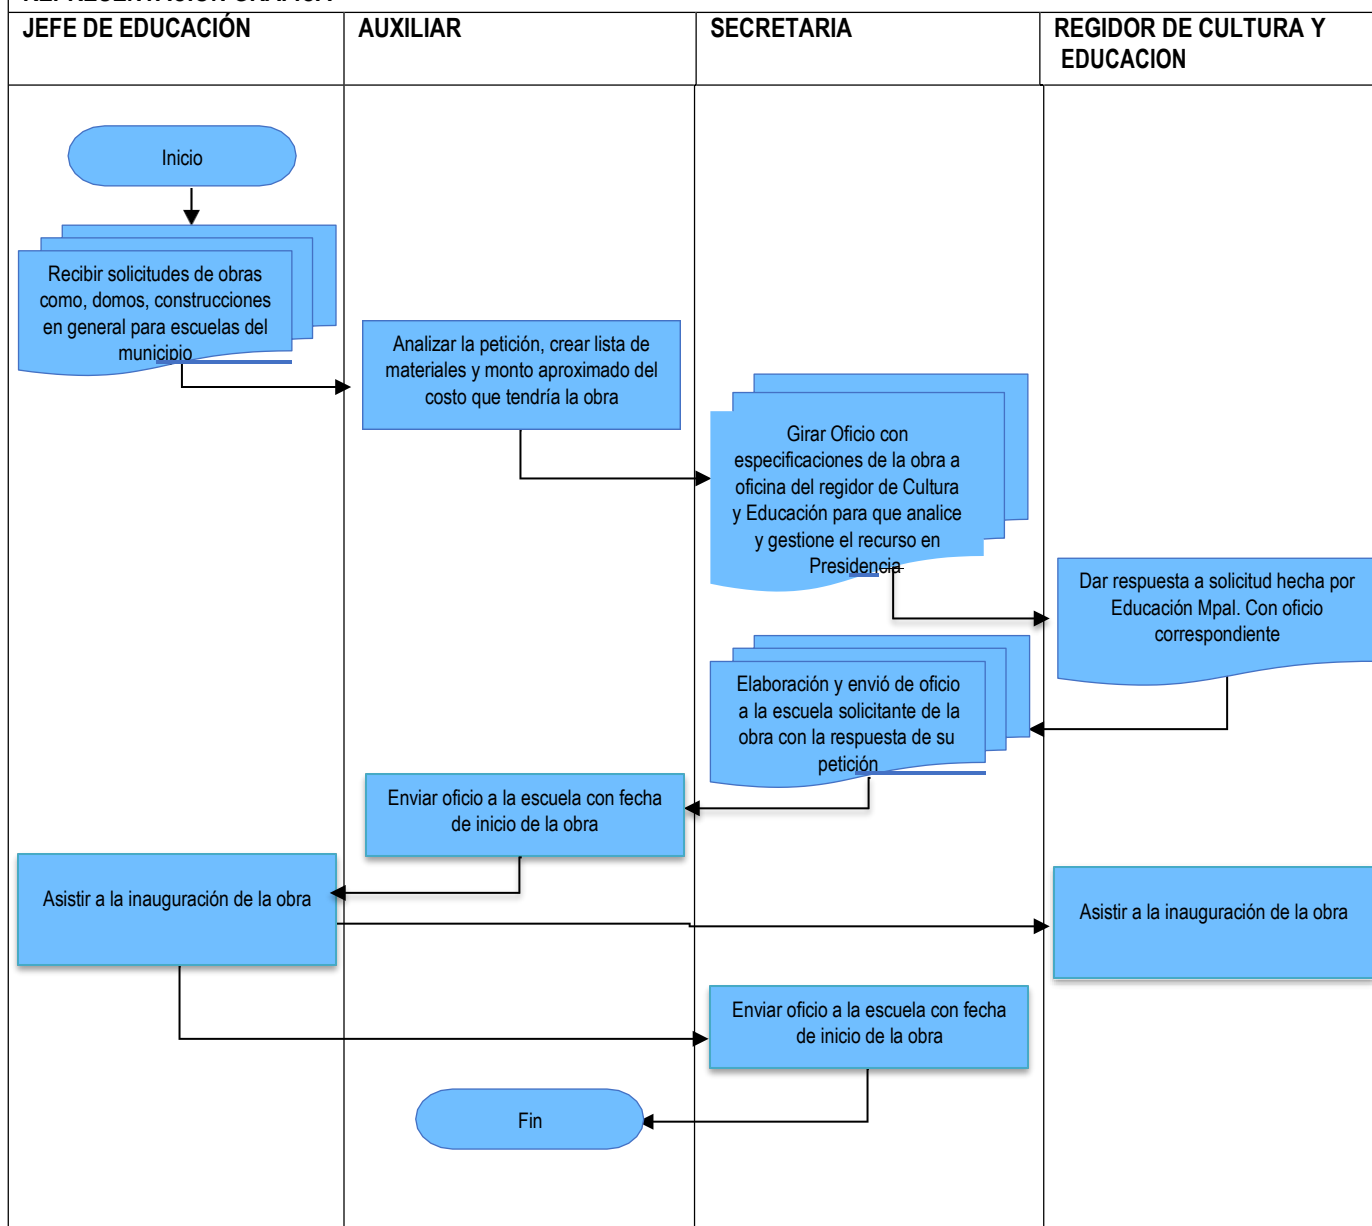 JEFE DE EDUCACIÓN
AUXILIAR
SECRETARIA
REGIDOR DE CULTURA Y
EDUCACION
Inicio
Recibir solicitudes de obras
como, domos, construcciones
en general para escuelas del
municipio
Analizar la petición, crear lista de
materiales y monto aproximado del
costo que tendría la obra
Girar Oficio con
especificaciones de la obra a
oficina del regidor de Cultura
y Educación para que analice
y gestione el recurso en
Presidencia
Dar respuesta a solicitud hecha por
Educación Mpal. Con oficio
correspondiente
Elaboración y envió de oficio
a la escuela solicitante de la
obra con la respuesta de su
petición
Enviar oficio a la escuela con fecha
de inicio de la obra
Asistir a la inauguración de la obra
Asistir a la inauguración de la obra
Enviar oficio a la escuela con fecha
de inicio de la obra
Fin